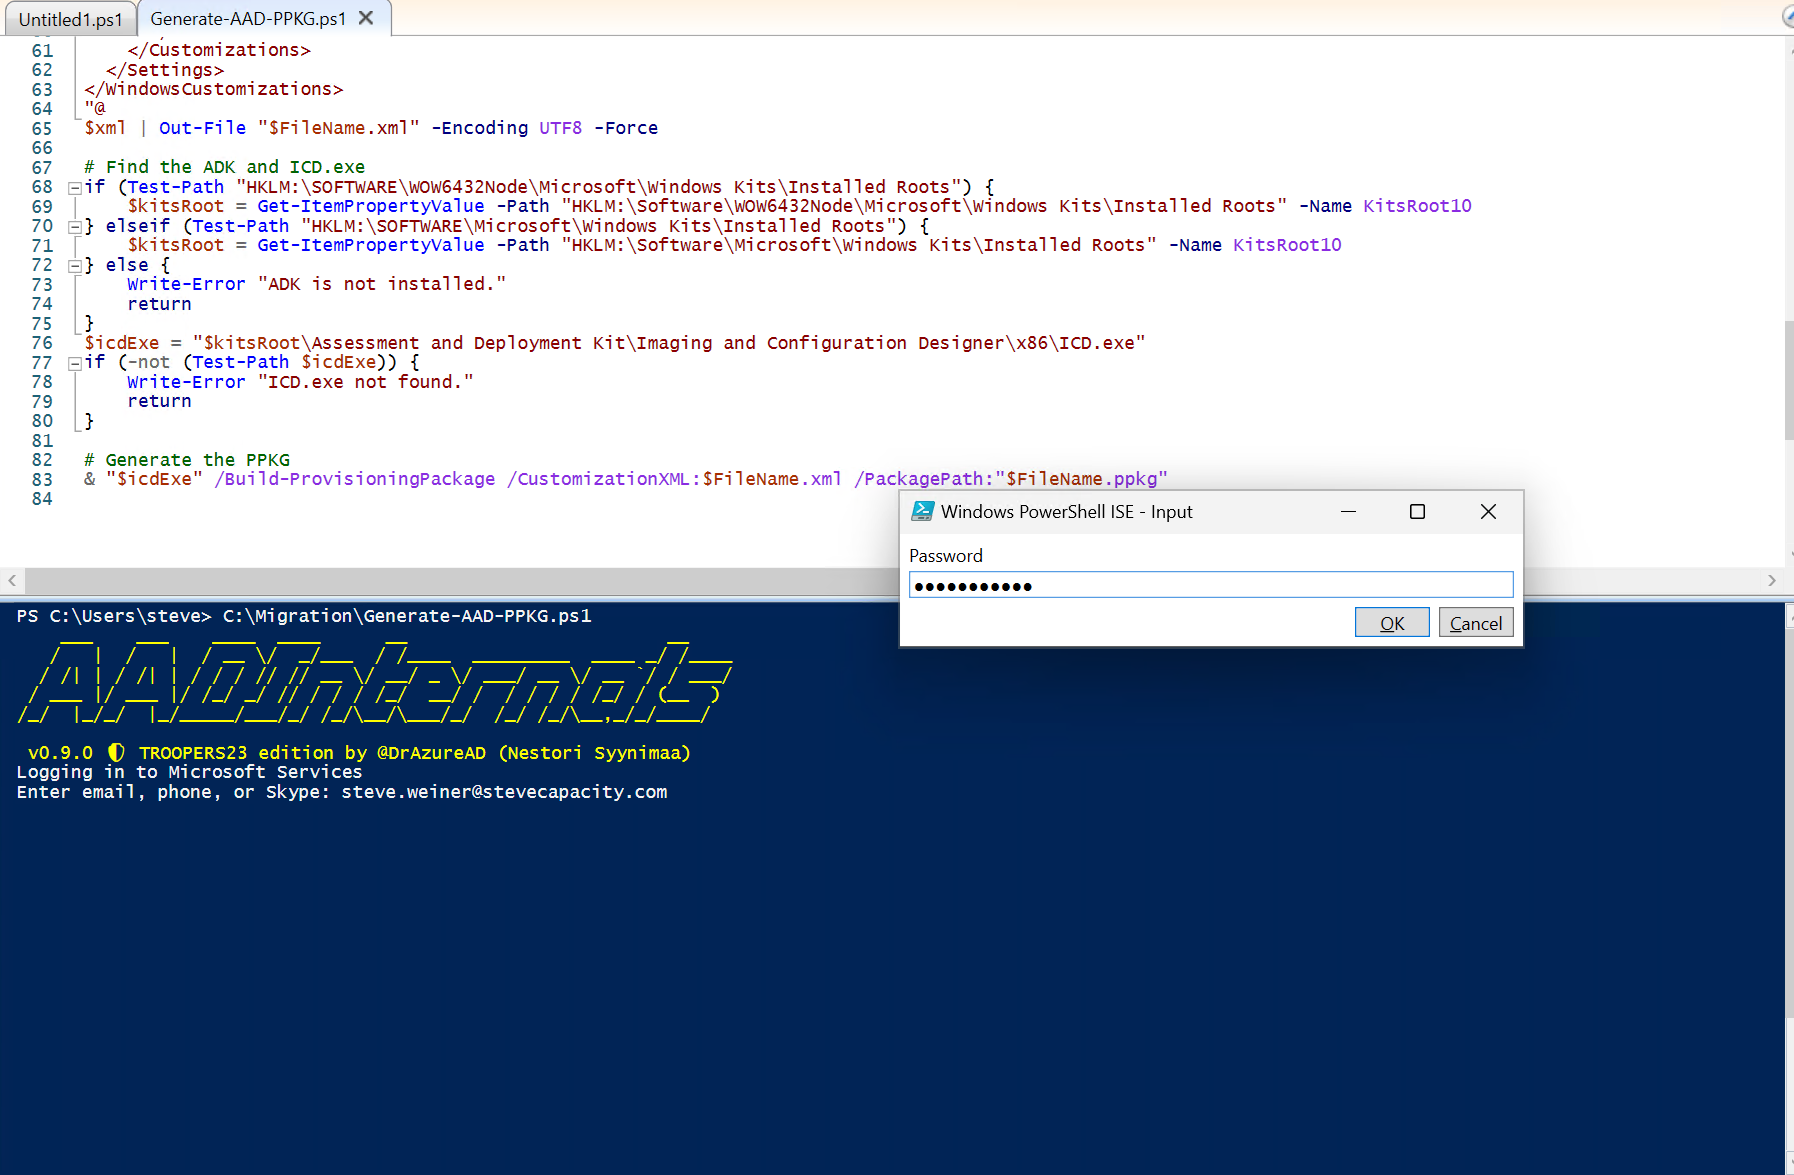 Untitled1.ps1
Generate-AAD-PPKG.ps1
61 </Customizations>
62 </Settings>
63 </WindowsCustomizations>
64 "@
65 $xml | Out-File "$FileName.xml" -Encoding UTF8 -Force
66
67 # Find the ADK and ICD.exe
68 if (Test-Path "HKLM:\SOFTWARE\WOW6432Node\Microsoft\Windows Kits\Installed Roots") {
69 $kitsRoot = Get-ItemPropertyValue -Path "HKLM:\Software\WOW6432Node\Microsoft\Windows Kits\Installed Roots" -Name KitsRoot10
70 } elseif (Test-Path "HKLM:\SOFTWARE\Microsoft\Windows Kits\Installed Roots") {
71 $kitsRoot = Get-ItemPropertyValue -Path "HKLM:\Software\Microsoft\Windows Kits\Installed Roots" -Name KitsRoot10
72 } else {
73 Write-Error "ADK is not installed."
74 return
75 }
76 $icdExe = "$kitsRoot\Assessment and Deployment Kit\Imaging and Configuration Designer\x86\ICD.exe"
77 if (-not (Test-Path $icdExe)) {
78 Write-Error "ICD.exe not found."
79 return
80 }
81
82 # Generate the PPKG
83 & "$icdExe" /Build-ProvisioningPackage /CustomizationXML:$FileName.xml /PackagePath:"$FileName.ppkg"
84
Windows PowerShell ISE - Input
Password
●●●●●●●●●●●
OK Cancel
PS C:\Users\steve> C:\Migration\Generate-AAD-PPKG.ps1
AADInternals
v0.9.0 TROOPERS23 edition by @DrAzureAD (Nestori Syynimaa)
Logging in to Microsoft Services
Enter email, phone, or Skype: steve.weiner@stevecapacity.com